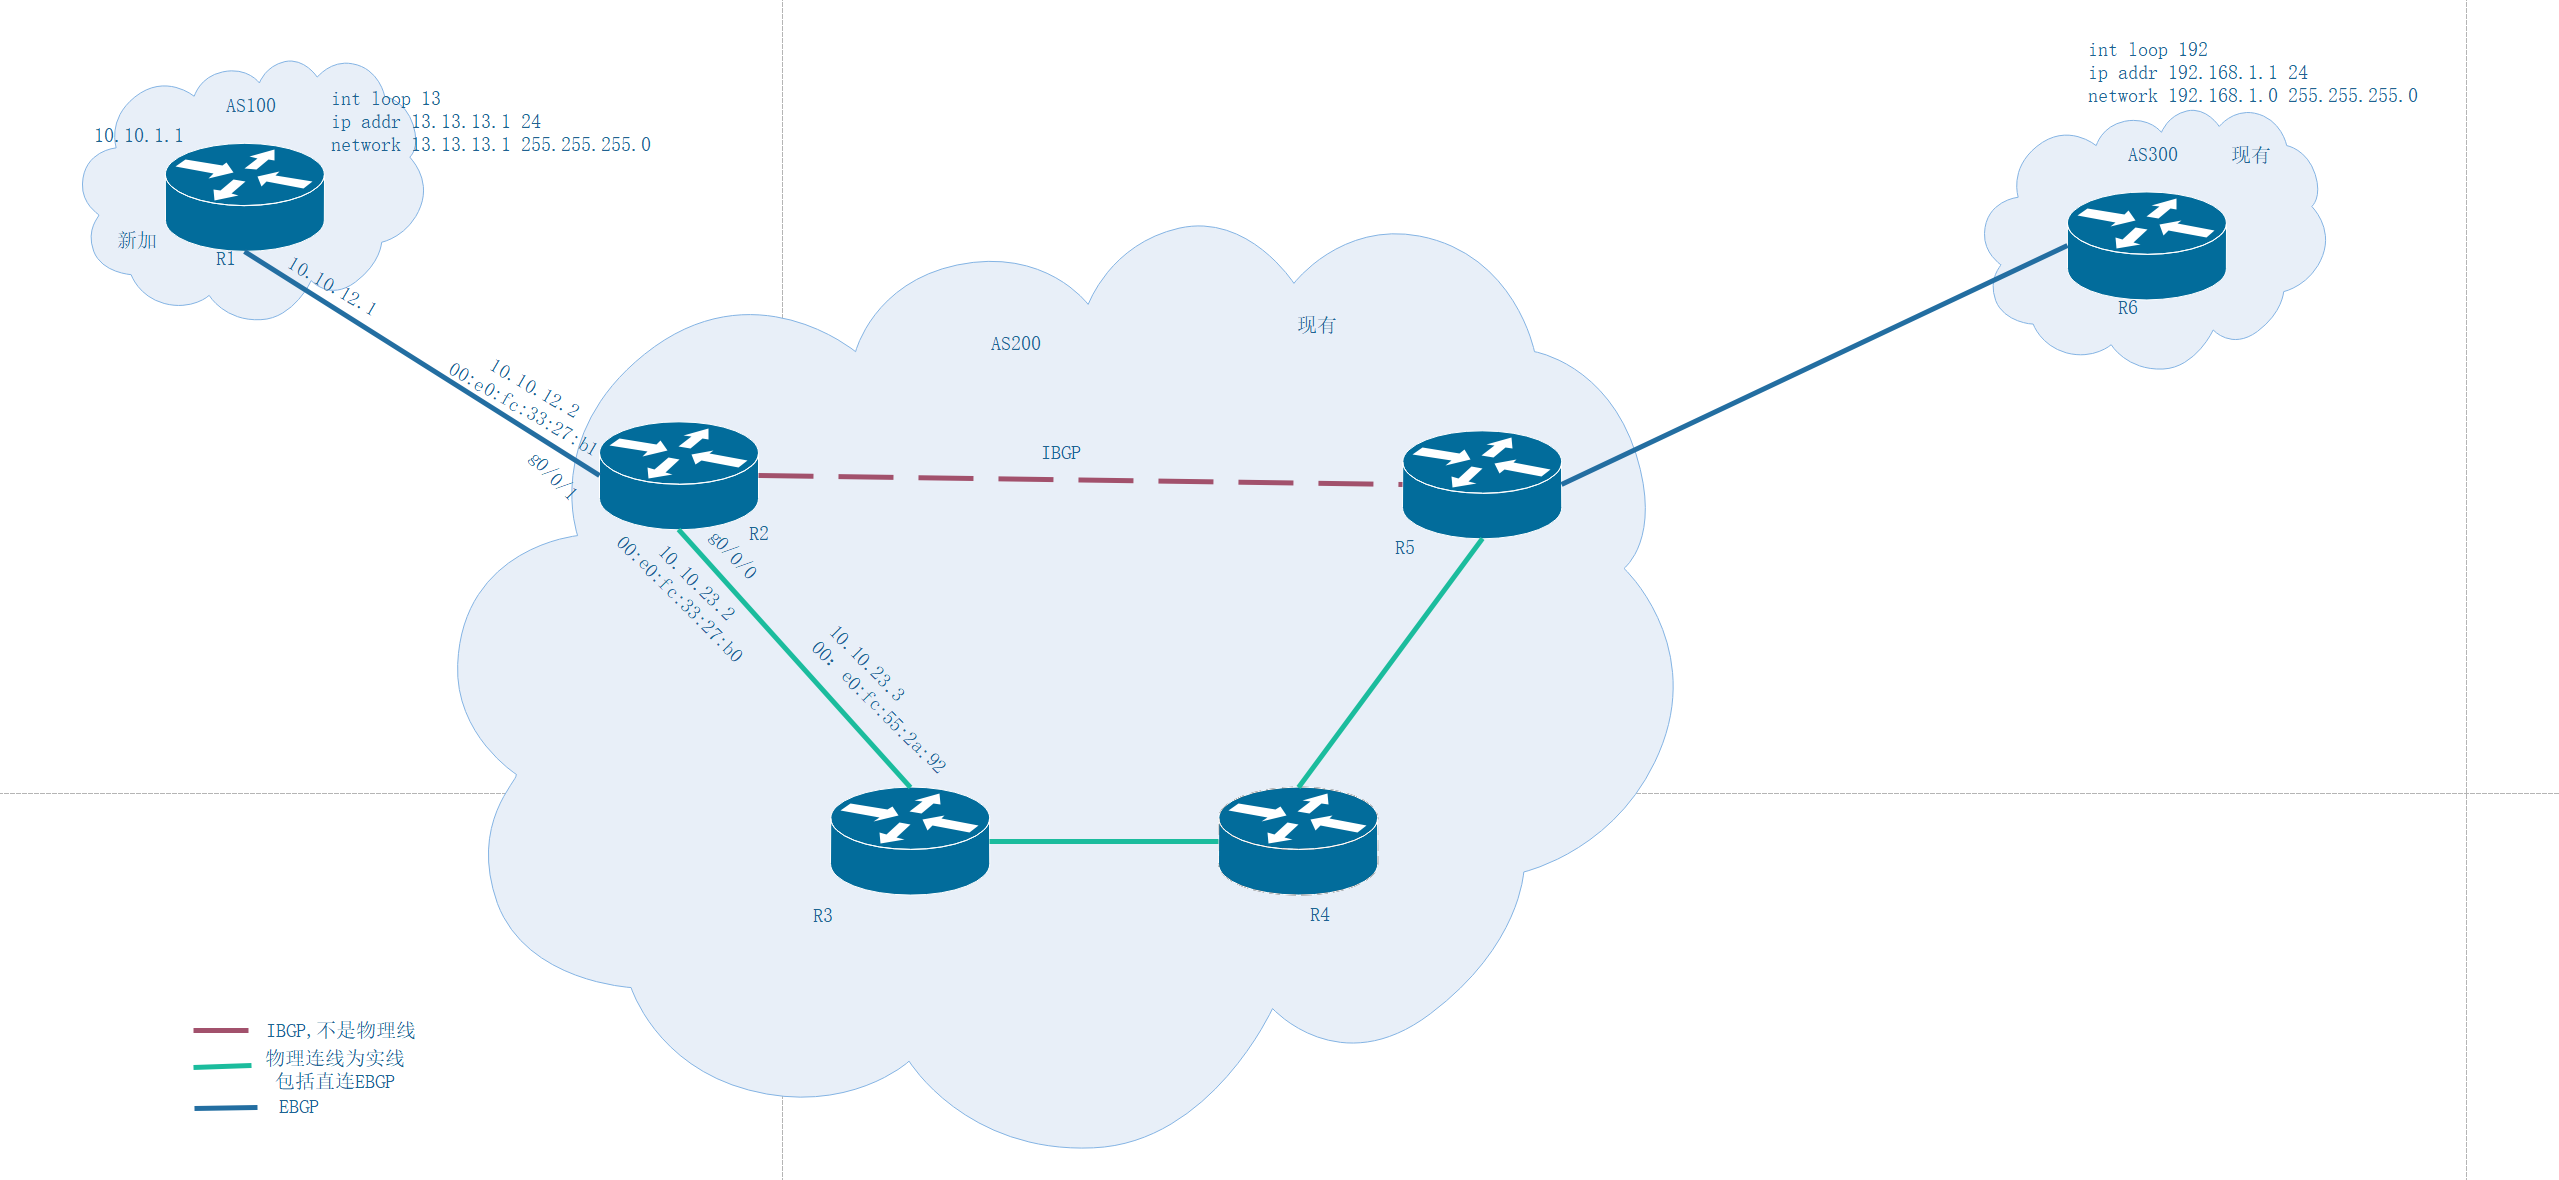 int loop 192
ip addr 192.168.1.1 24
network 192.168.1.0 255.255.255.0
AS100
int loop 13
ip addr 13.13.13.1 24
network 13.13.13.1 255.255.255.0
10.10.1.1
新加
R1
10.10.12.1
AS300
现有
R6
10.10.12.2
00:e0:fc:33:27:b1
g0/0/1
AS200
现有
IBGP
R2
R5
g0/0/0
10.10.23.2
00:e0:fc:33:27:b0
10.10.23.3
00: e0:fc:55:2a:92
R3
R4
IBGP,不是物理线
物理连线为实线
包括直连EBGP
EBGP